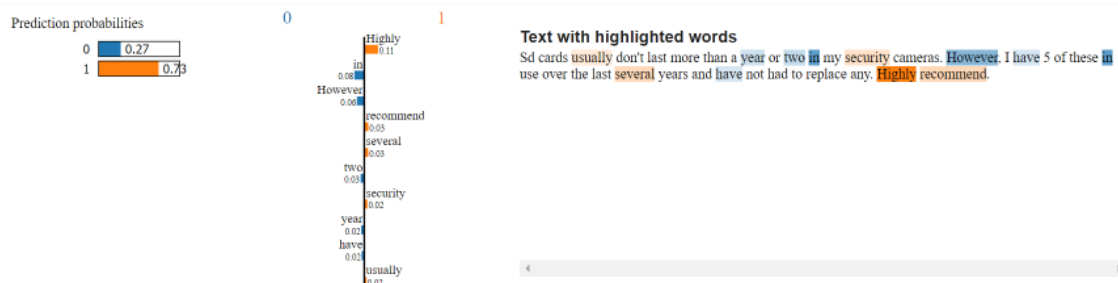 Prediction probabilities
0 0.27
1 0.73
0 1
Highly
0.11
in
0.08
However
0.06
recommend
0.03
several
0.03
two
0.03
security
0.02
year
0.02
have
0.02
usually
0.02
Text with highlighted words
Sd cards usually don't last more than a year or two in my security cameras. However, I have 5 of these in
use over the last several years and have not had to replace any. Highly recommend.